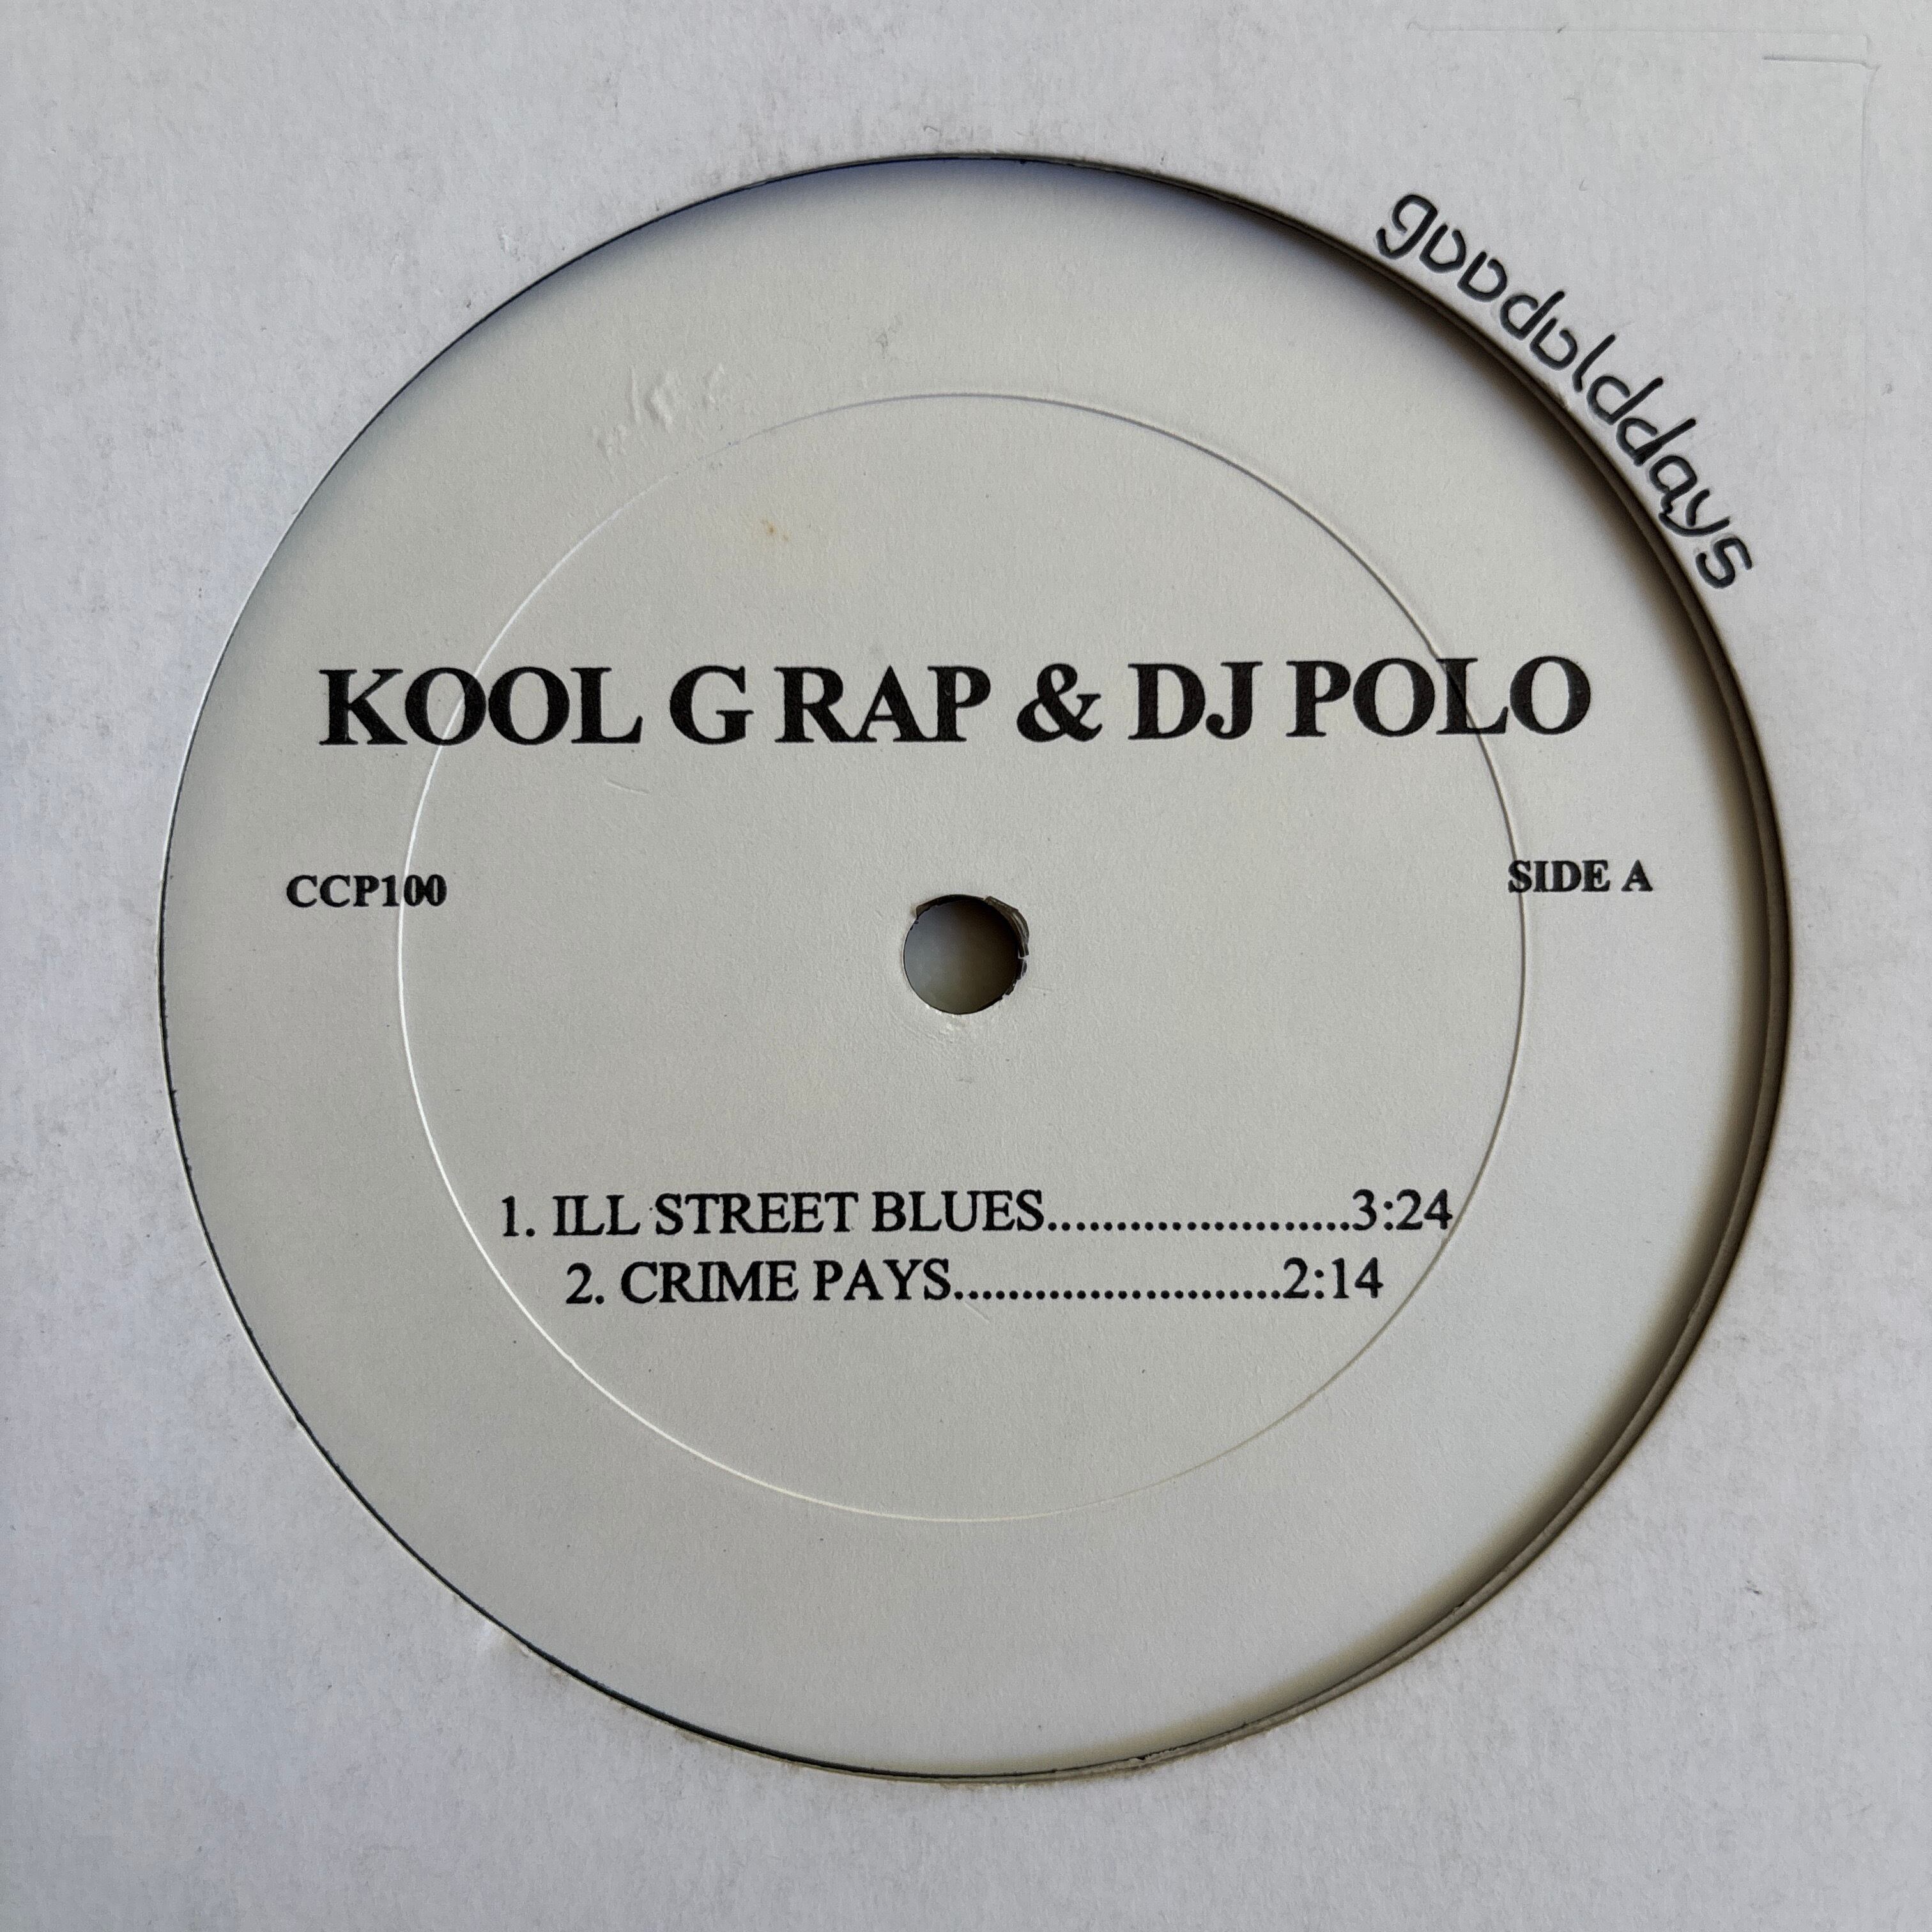 goodolddays
KOOL G RAP & DJ POLO
CCP100
SIDE A
1. ILL STREET BLUES......................3:24
2. CRIME PAYS........................2:14